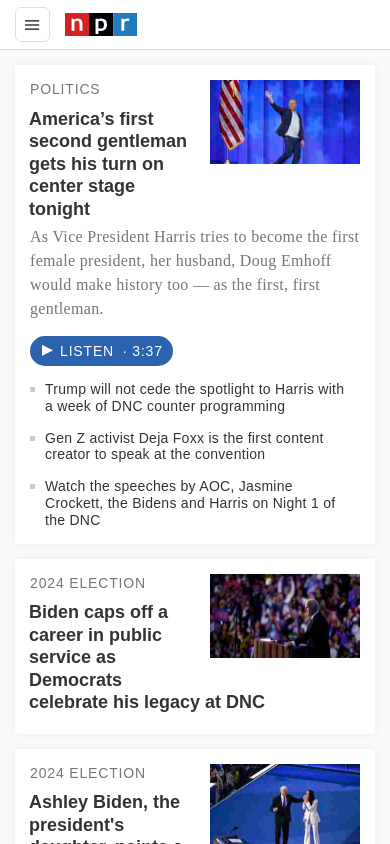 npr
POLITICS
America’s first
second gentleman
gets his turn on
center stage
tonight
As Vice President Harris tries to become the first
female president, her husband, Doug Emhoff
would make history too — as the first, first
gentleman.
LISTEN · 3:37
Trump will not cede the spotlight to Harris with
a week of DNC counter programming
Gen Z activist Deja Foxx is the first content
creator to speak at the convention
Watch the speeches by AOC, Jasmine
Crockett, the Bidens and Harris on Night 1 of
the DNC
2024 ELECTION
Biden caps off a
career in public
service as
Democrats
celebrate his legacy at DNC
2024 ELECTION
Ashley Biden, the
president's